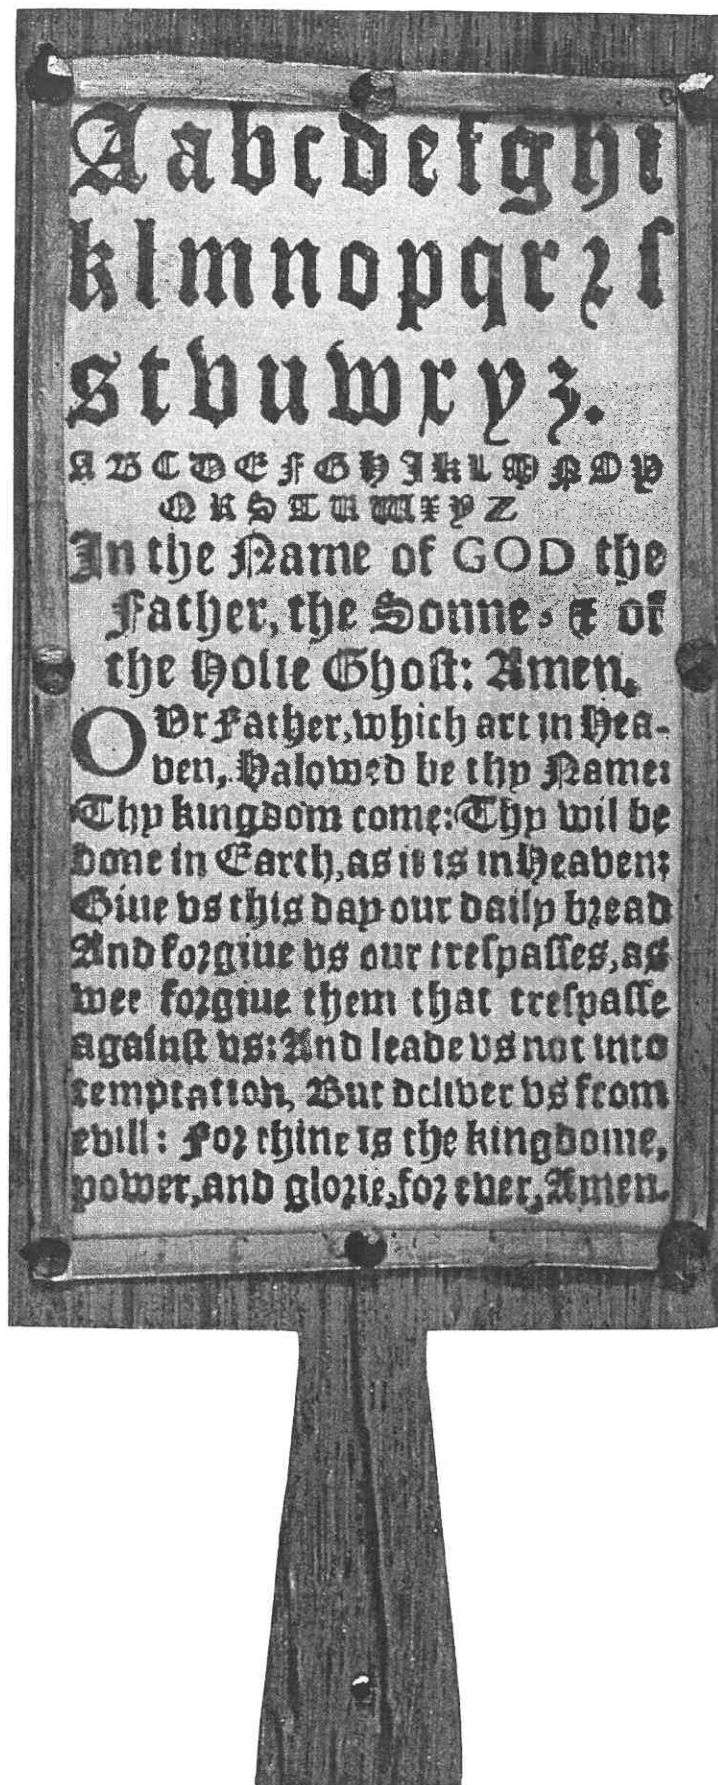 A a b c d e f g h i
k l m n o p q r ꝛ ſ
s t v u w x y z.
A B C D E F G H I K L M N O P
Q R S T U W X Y Z
In the Name of GOD the
Father, the Sonne, & of
the Holie Ghoſt: Amen.
OVr Father, which art in Hea-
ven, Halowed be thy Name:
Thy kingdom come: Thy wil be
done in Earth, as it is in Heaven:
Giue vs this day our daily bꝛead
And foꝛgiue vs our treſpaſſes, as
wee foꝛgiue them that treſpaſſe
againſt vs: And leade vs not into
temptation, But deliver vs from
evill: Foꝛ thine is the kingdome,
power, and gloꝛie, foꝛ ever, Amen.